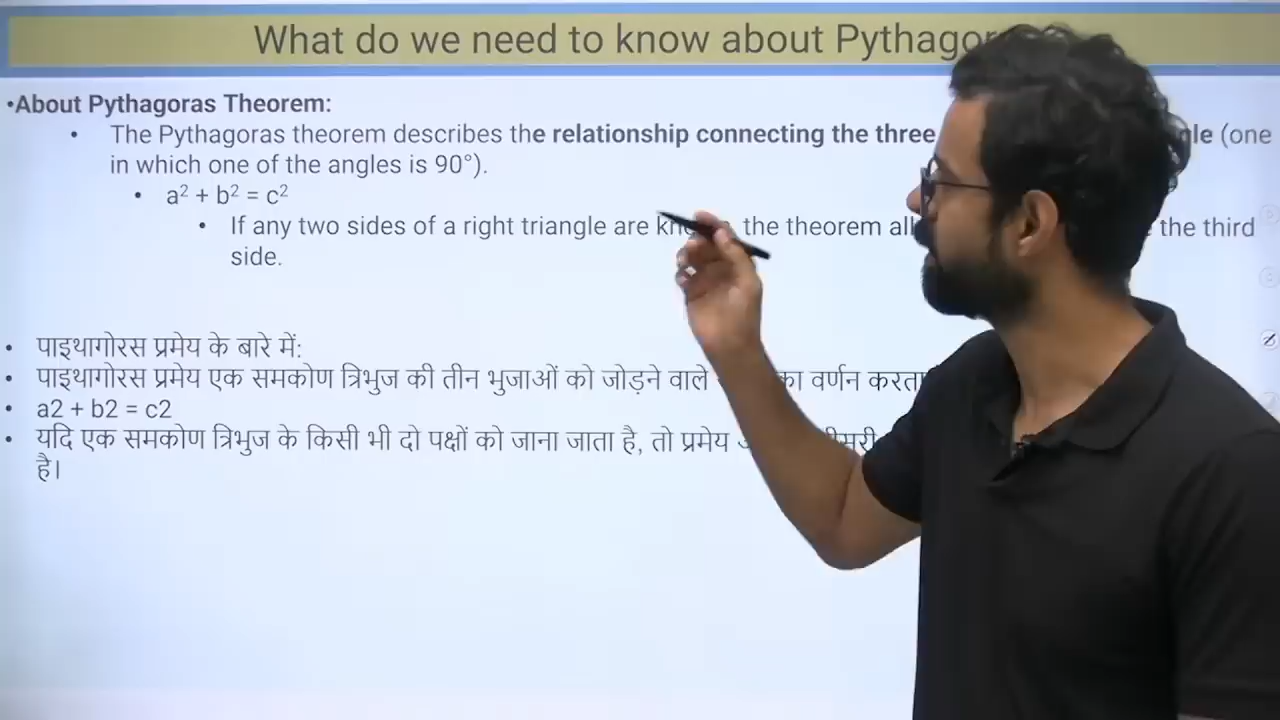 What do we need to know about Pythagor
•About Pythagoras Theorem:
• The Pythagoras theorem describes the relationship connecting the three gle (one
in which one of the angles is 90°).
• a² + b² = c²
• If any two sides of a right triangle are the theorem the third
side.
• पाइथागोरस प्रमेय के बारे में:
• पाइथागोरस प्रमेय एक समकोण त्रिभुज की तीन भुजाओं को जोड़ने वाले का वर्णन करता
• a2 + b2 = c2
• यदि एक समकोण त्रिभुज के किसी भी दो पक्षों को जाना जाता है, तो प्रमेय
है।